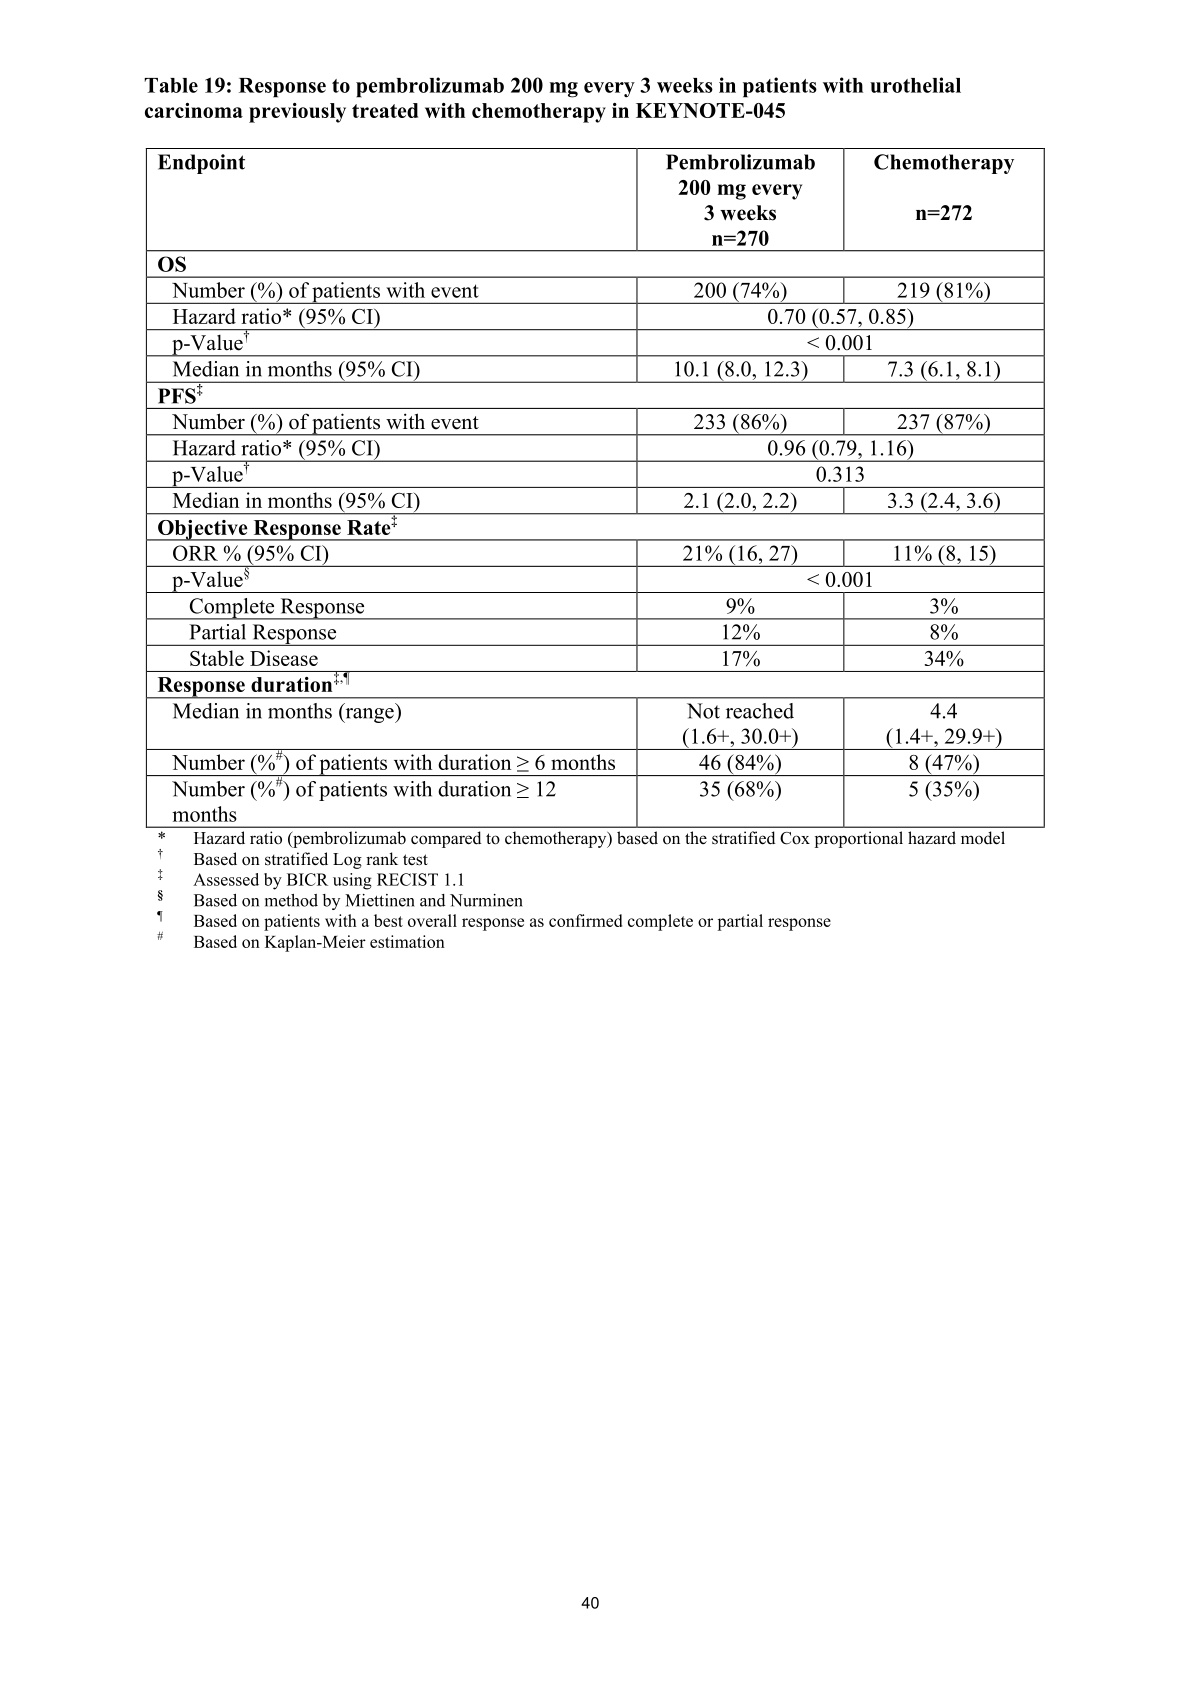 Table 19: Response to pembrolizumab 200 mg every 3 weeks in patients with urothelial
carcinoma previously treated with chemotherapy in KEYNOTE-045
Endpoint
Pembrolizumab
200 mg every
3 weeks
n=270
Chemotherapy
n=272
OS
Number (%) of patients with event 200 (74%) 219 (81%)
Hazard ratio* (95% CI) 0.70 (0.57, 0.85)
p-Value† < 0.001
Median in months (95% CI) 10.1 (8.0, 12.3) 7.3 (6.1, 8.1)
PFS‡
Number (%) of patients with event 233 (86%) 237 (87%)
Hazard ratio* (95% CI) 0.96 (0.79, 1.16)
p-Value† 0.313
Median in months (95% CI) 2.1 (2.0, 2.2) 3.3 (2.4, 3.6)
Objective Response Rate‡
ORR % (95% CI) 21% (16, 27) 11% (8, 15)
p-Value§ < 0.001
Complete Response 9% 3%
Partial Response 12% 8%
Stable Disease 17% 34%
Response duration‡,¶
Median in months (range) Not reached 4.4
(1.6+, 30.0+) (1.4+, 29.9+)
Number (%#) of patients with duration ≥ 6 months 46 (84%) 8 (47%)
Number (%#) of patients with duration ≥ 12 35 (68%) 5 (35%)
months
* Hazard ratio (pembrolizumab compared to chemotherapy) based on the stratified Cox proportional hazard model
† Based on stratified Log rank test
‡ Assessed by BICR using RECIST 1.1
§ Based on method by Miettinen and Nurminen
¶ Based on patients with a best overall response as confirmed complete or partial response
# Based on Kaplan-Meier estimation
40